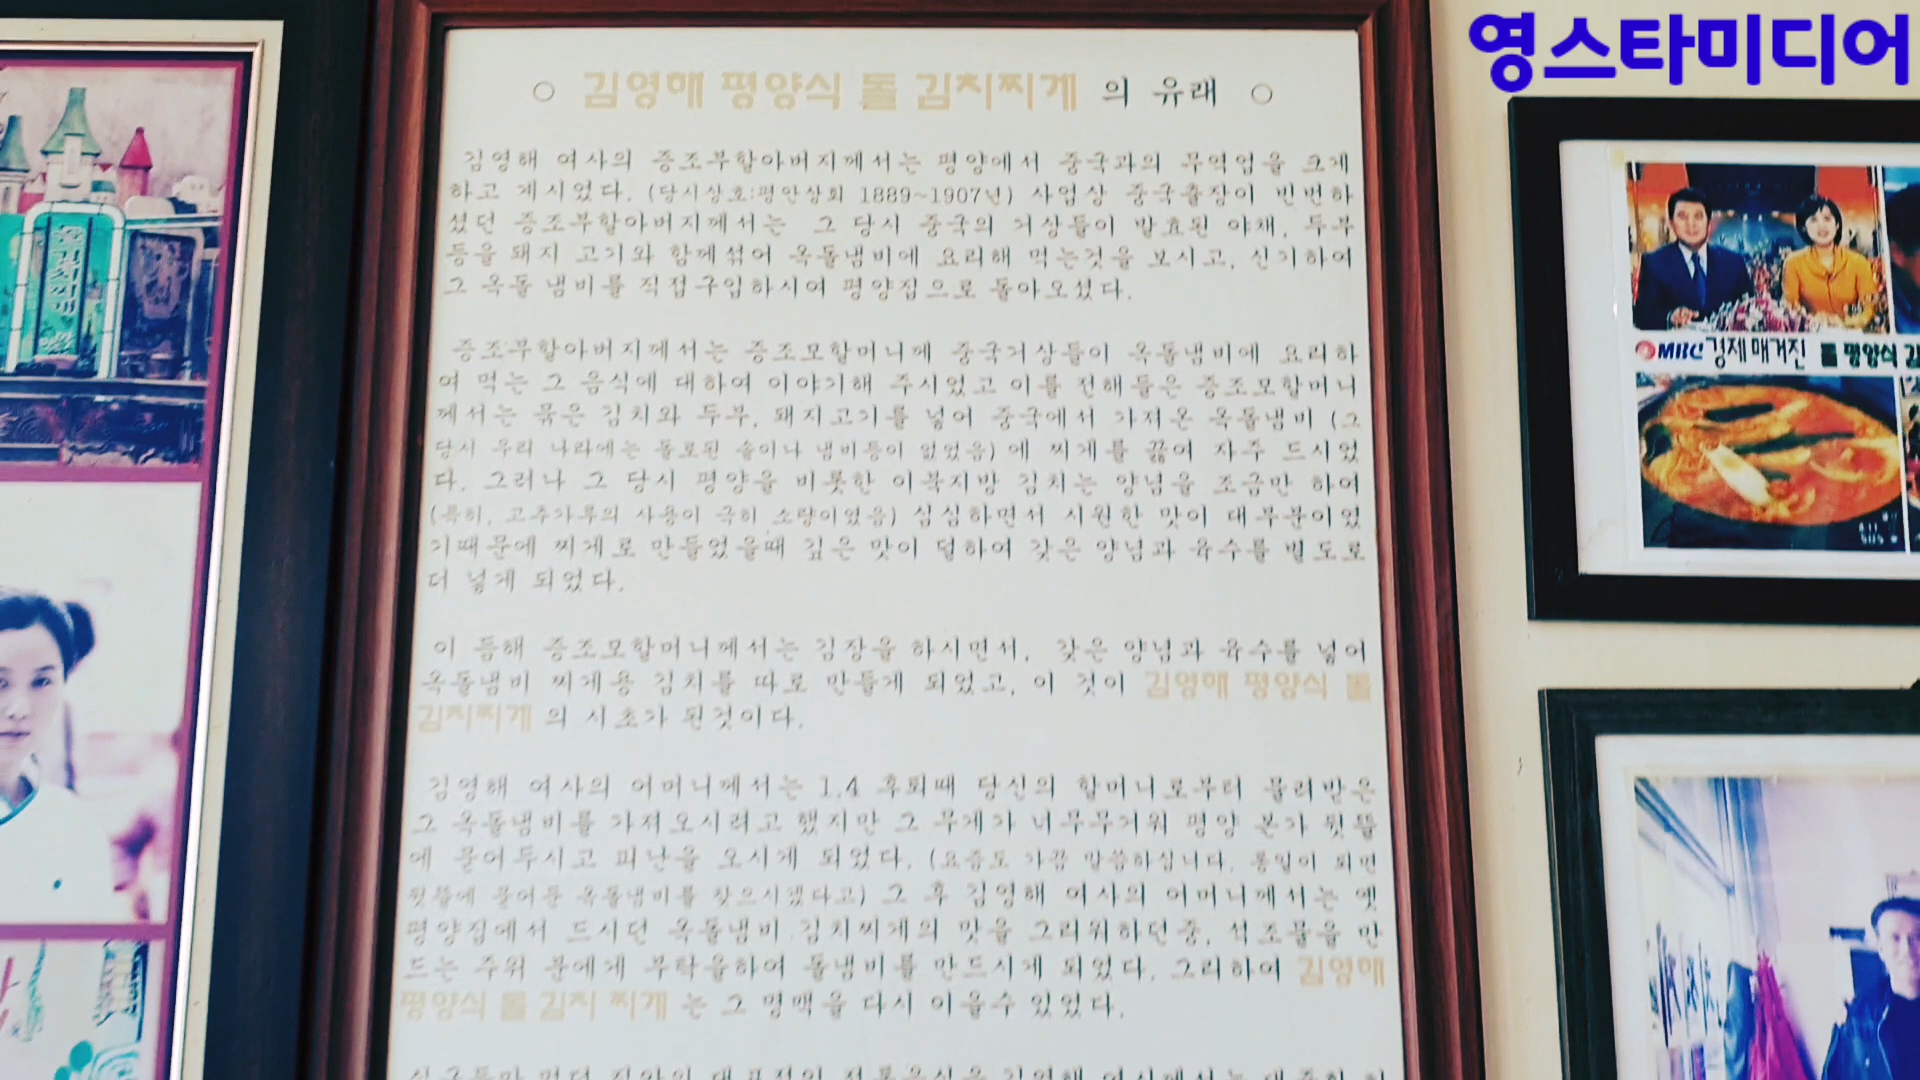 영스타미디어
○ 김영해 평양식 돌 김치찌게 의 유래 ○
김영해 여사의 증조부할아버지께서는 평양에서 중국과의 무역업을 크게
하고 계시었다. (당시상호:평안상회 1889~1907년) 사업상 중국출장이 빈번하
셨던 증조부할아버지께서는 그 당시 중국의 거상들이 발효된 야채, 두부
등을 돼지 고기와 함께섞어 옥돌냄비에 요리해 먹는것을 보시고, 신기하여
그 옥돌 냄비를 직접구입하시여 평양집으로 돌아오셨다.
증조부할아버지께서는 증조모할머니께 중국거상들이 옥돌냄비에 요리하
여 먹는 그 음식에 대하여 이야기해 주시었고 이를 전해들은 증조모할머니
께서는 묶은 김치와 두부, 돼지고기를 넣어 중국에서 가져온 옥돌냄비 (그
당시 우리 나라에는 돌로된 솥이나 냄비등이 없었음) 에 찌게를 끓여 자주 드시었
다. 그러나 그 당시 평양을 비롯한 이북지방 김치는 양념을 조금만 하여
(특히, 고추가루의 사용이 극히 소량이였음) 심심하면서 시원한 맛이 대부분이었
기때문에 찌게로 만들었을때 깊은 맛이 덜하여 갖은 양념과 육수를 별도로
더 넣게 되었다.
이 듬해 증조모할머니께서는 김장을 하시면서, 갖은 양념과 육수를 넣어
옥돌냄비 찌게용 김치를 따로 만들게 되었고, 이 것이 김영해 평양식 돌
김치찌게 의 시초가 된것이다.
김영해 여사의 어머니께서는 1.4 후퇴때 당신의 할머니로부터 물려받은
그 옥돌냄비를 가져오시려고 했지만 그 무게가 너무무거워 평양 본가 뒷뜰
에 묻어두시고 피난을 오시게 되었다. (요즘도 가끔 말씀하십니다. 통일이 되면
뒷뜰에 묻어둔 옥돌냄비를 찾으시겠다고) 그 후 김영해 여사의 어머니께서는 옛
평양집에서 드시던 옥돌냄비 김치찌게의 맛을 그리워하던중, 석조물을 만
드는 주위 분에게 부탁을하여 돌냄비를 만드시게 되었다. 그리하여 김영해
평양식 돌 김치 찌게 는 그 명맥을 다시 이을수 있었다.
MBC 경제매거진 돌 평양식 김